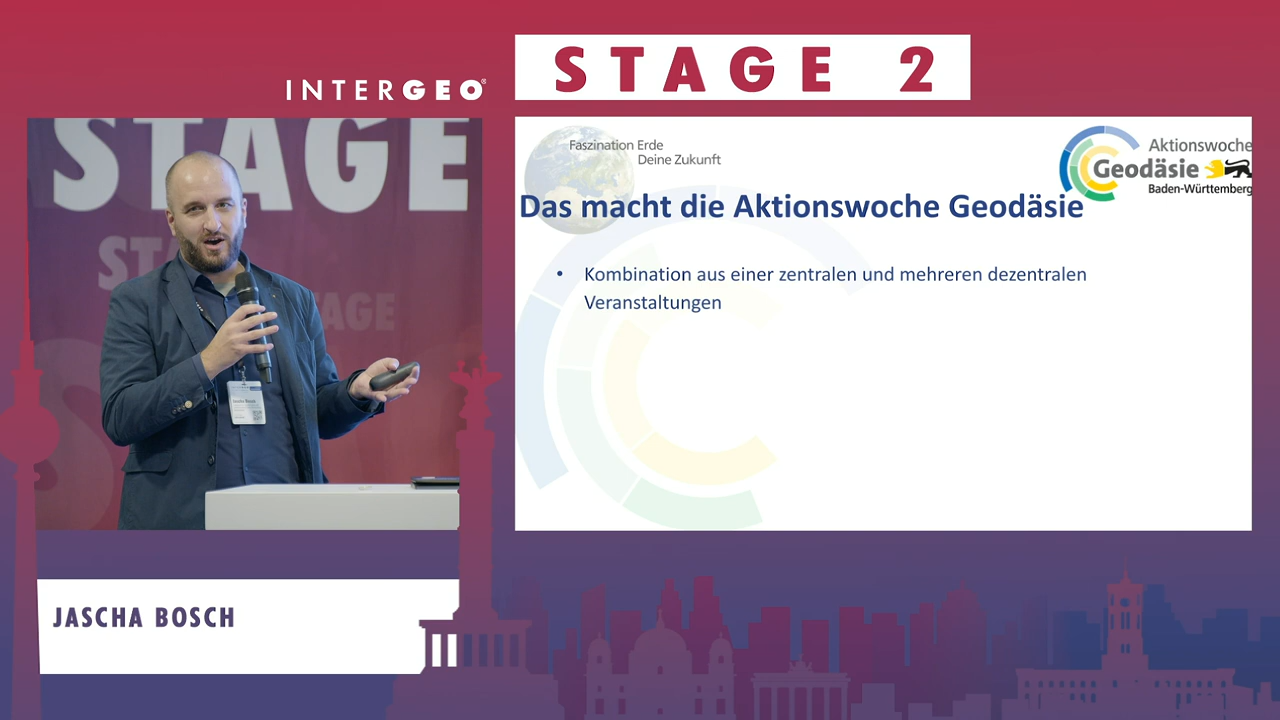 INTERGEO®
STAGE 2
STAGE
STAGE
Faszination Erde
Deine Zukunft
Aktionswoche
Geodäsie
Baden-Württemberg
Das macht die Aktionswoche Geodäsie
• Kombination aus einer zentralen und mehreren dezentralen
Veranstaltungen
JASCHA BOSCH